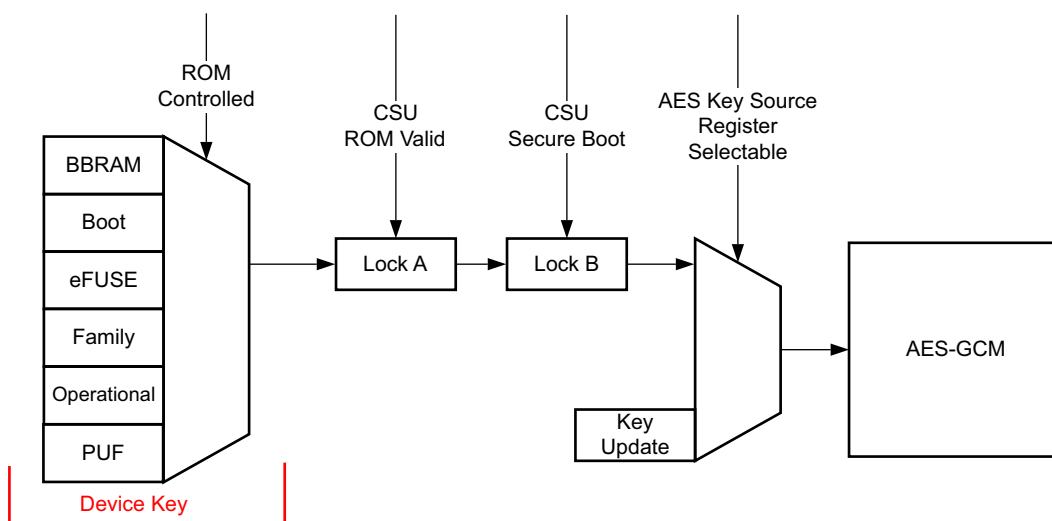 ROM
Controlled
CSU
ROM Valid
CSU
Secure Boot
AES Key Source
Register
Selectable
BBRAM
Boot
eFUSE
Family
Operational
PUF
Lock A
Lock B
Key
Update
AES-GCM
Device Key